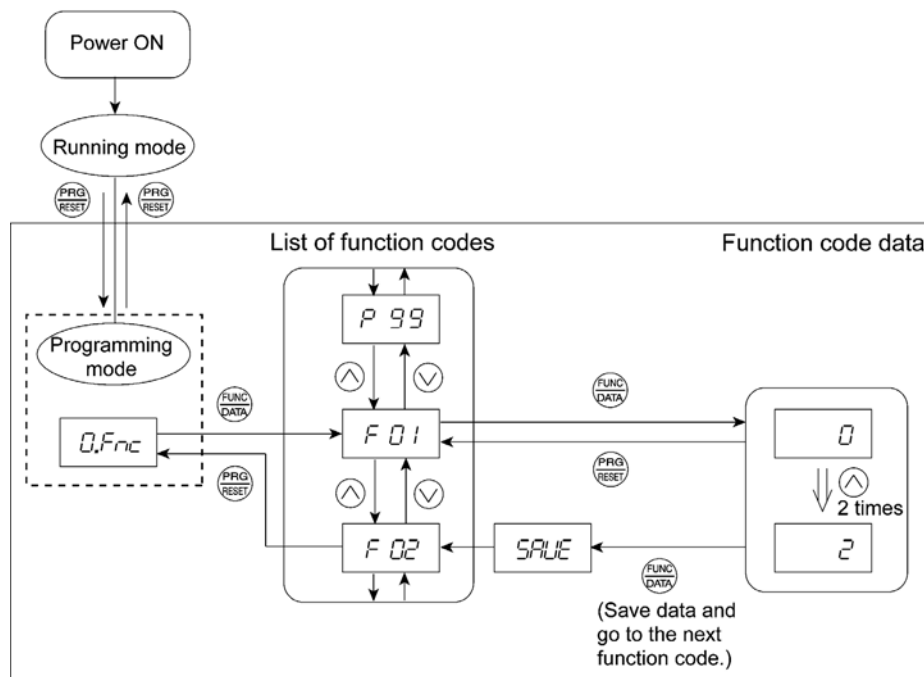 Power ON
Running mode
PRG
RESET
PRG
RESET
List of function codes
Function code data
P 99
Programming
mode
FUNC
DATA
FUNC
DATA
0.Fnc
F 01
0
PRG
RESET
PRG
RESET
2 times
F 02
SAVE
2
FUNC
DATA
(Save data and
go to the next
function code.)